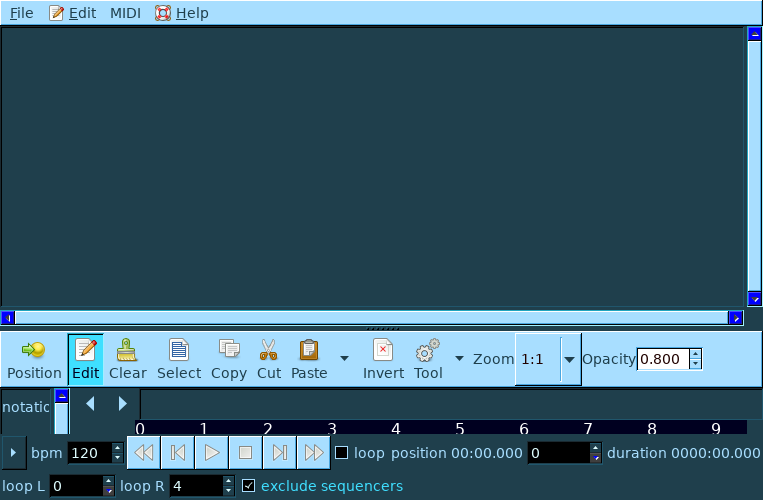 File Edit MIDI Help
Position Edit Clear Select Copy Cut Paste Invert Tool Zoom 1:1 Opacity 0.800
notatic
0 1 2 3 4 5 6 7 8 9
bpm 120 loop position 00:00.000 0 duration 0000:00.000
loop L 0 loop R 4 exclude sequencers